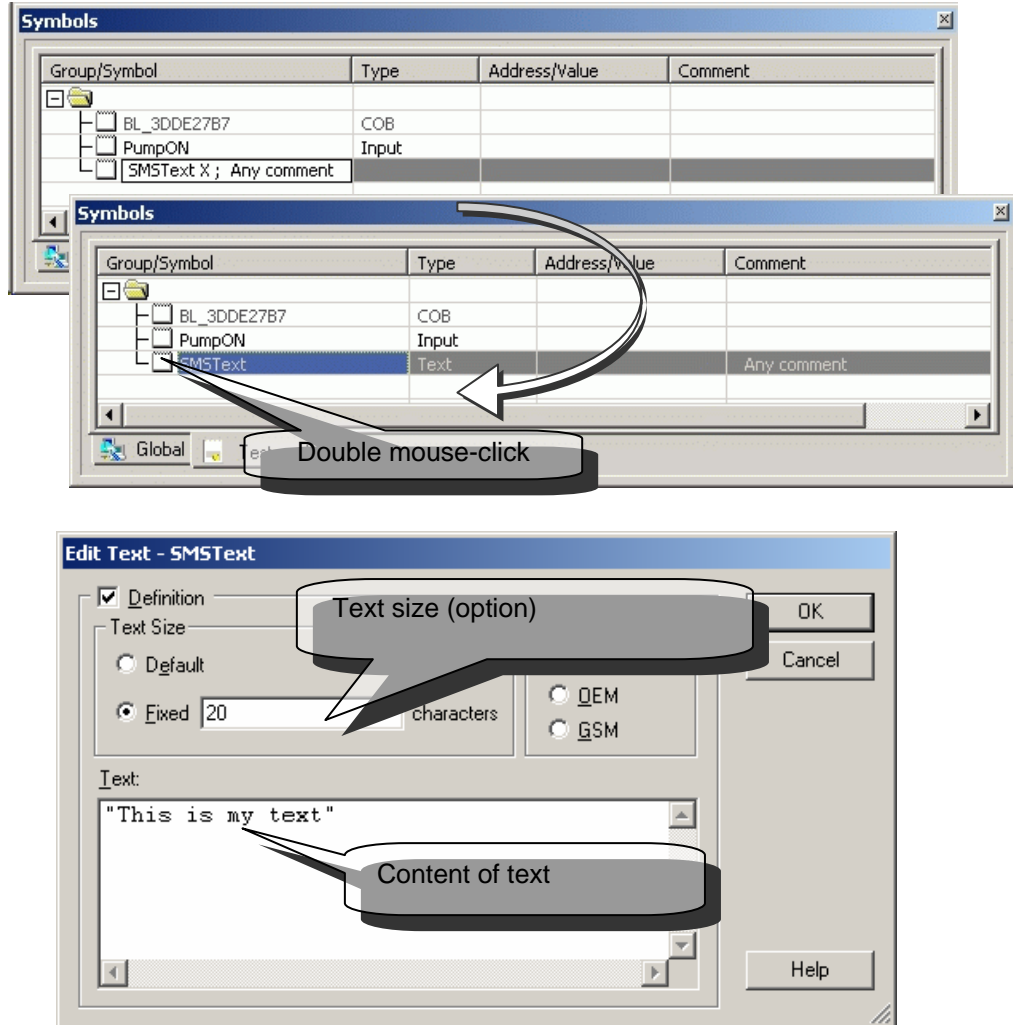 Symbols
Group/Symbol Type Address/Value Comment
BL_3DDE27B7 COB
PumpON Input
SMSText X ; Any comment
Symbols
Group/Symbol Type Address/Value Comment
BL_3DDE27B7 COB
PumpON Input
SMSText Text Any comment
Global
Double mouse-click
Edit Text - SMSText
Definition
Text size (option)
OK
Text Size
Default
Cancel
Fixed 20 characters
OEM
GSM
Text:
"This is my text"
Content of text
Help